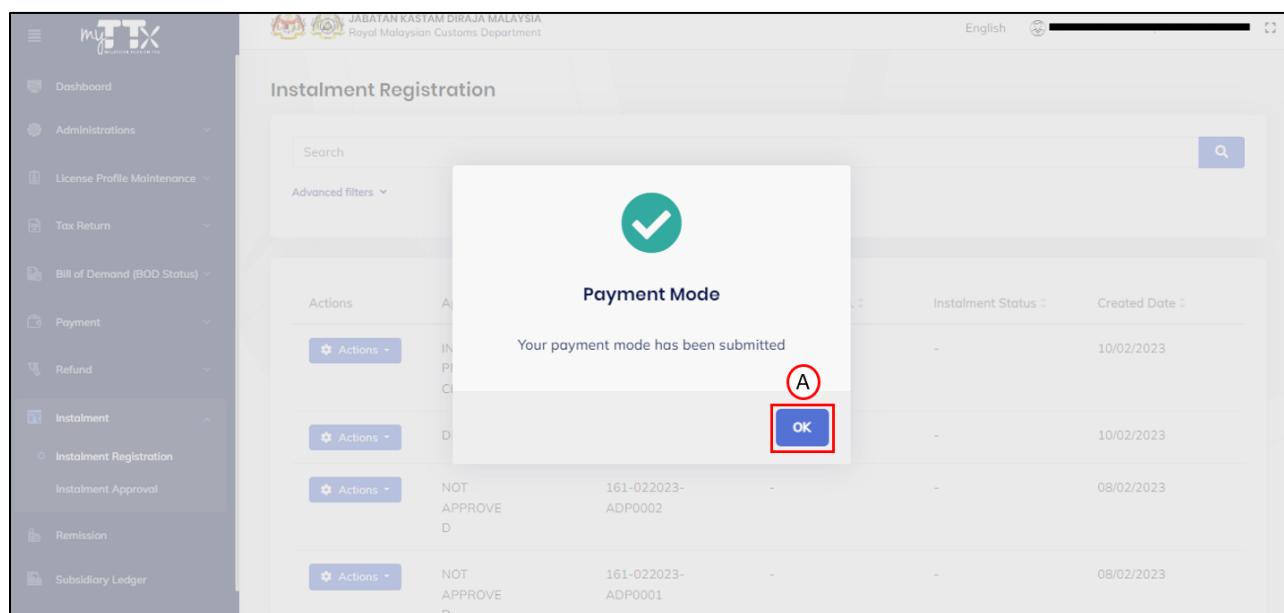 myTTX
JABATAN KASTAM DIRAJA MALAYSIA
Royal Malaysian Customs Department
English
Dashboard
Administrations
License Profile Maintenance
Tax Return
Bill of Demand (BOD Status)
Payment
Refund
Instalment
Instalment Registration
Instalment Approval
Remission
Subsidiary Ledger
Instalment Registration
Search
Advanced filters
Payment Mode
Your payment mode has been submitted
A
OK
Actions Instalment Status Created Date
Actions - 10/02/2023
Actions - 10/02/2023
Actions NOT 161-022023- - - 08/02/2023
APPROVE ADP0002
D
Actions NOT 161-022023- - - 08/02/2023
APPROVE ADP0001